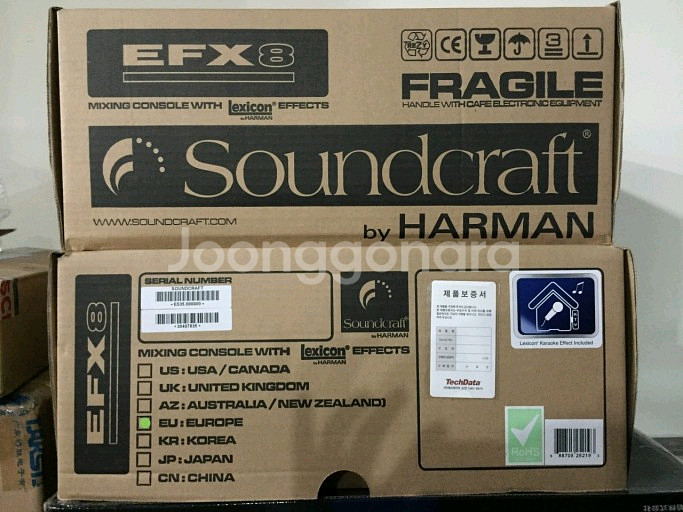 EFX8
MIXING CONSOLE WITH Lexicon® EFFECTS
by HARMAN
REZY CE 3
FRAGILE
HANDLE WITH CARE ELECTRONIC EQUIPMENT
Soundcraft®
WWW.SOUNDCRAFT.COM
by HARMAN
Joonggonara
EFX8
SERIAL NUMBER
SOUNDCRAFT
Soundcraft®
by HARMAN
MIXING CONSOLE WITH Lexicon® EFFECTS
by HARMAN
US : USA / CANADA
UK : UNITED KINGDOM
AZ : AUSTRALIA / NEW ZEALAND)
EU : EUROPE
KR : KOREA
JP : JAPAN
CN : CHINA
제품보증서
TechData
Lexicon® Karaoke Effect Included
RoHS